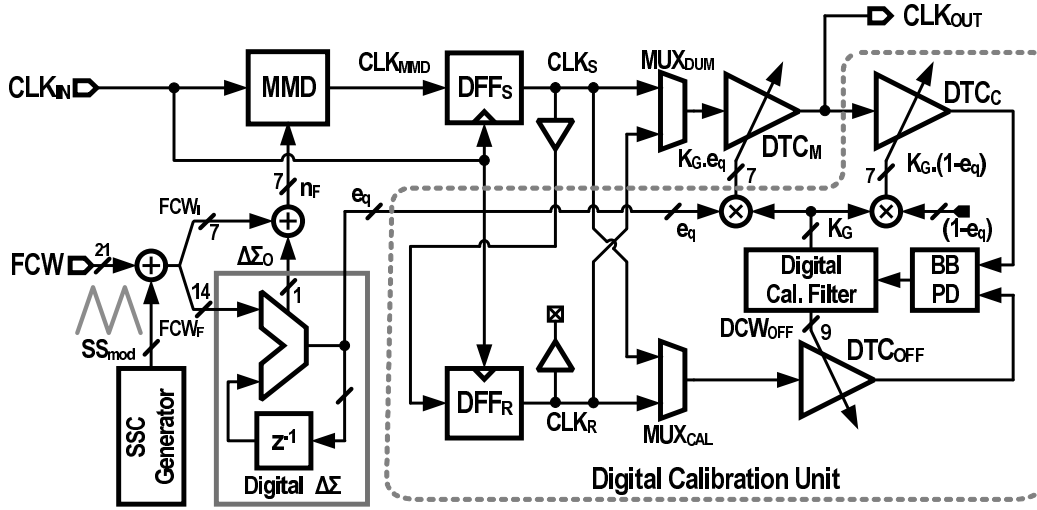 CLKOUT
CLKIN
MMD
CLKMMD
DFFS
CLKS
MUXDUM
DTCM
DTCC
KG.eq
7
KG.(1-eq)
7
7
nF
FCWI
7
eq
eq
KG
(1-eq)
FCW
21
ΔΣO
1
14
FCWF
SSmod
Digital
Cal. Filter
BB
PD
DCWOFF
9
DTCOFF
SSC
Generator
z-1
Digital ΔΣ
DFFR
CLKR
MUXCAL
Digital Calibration Unit